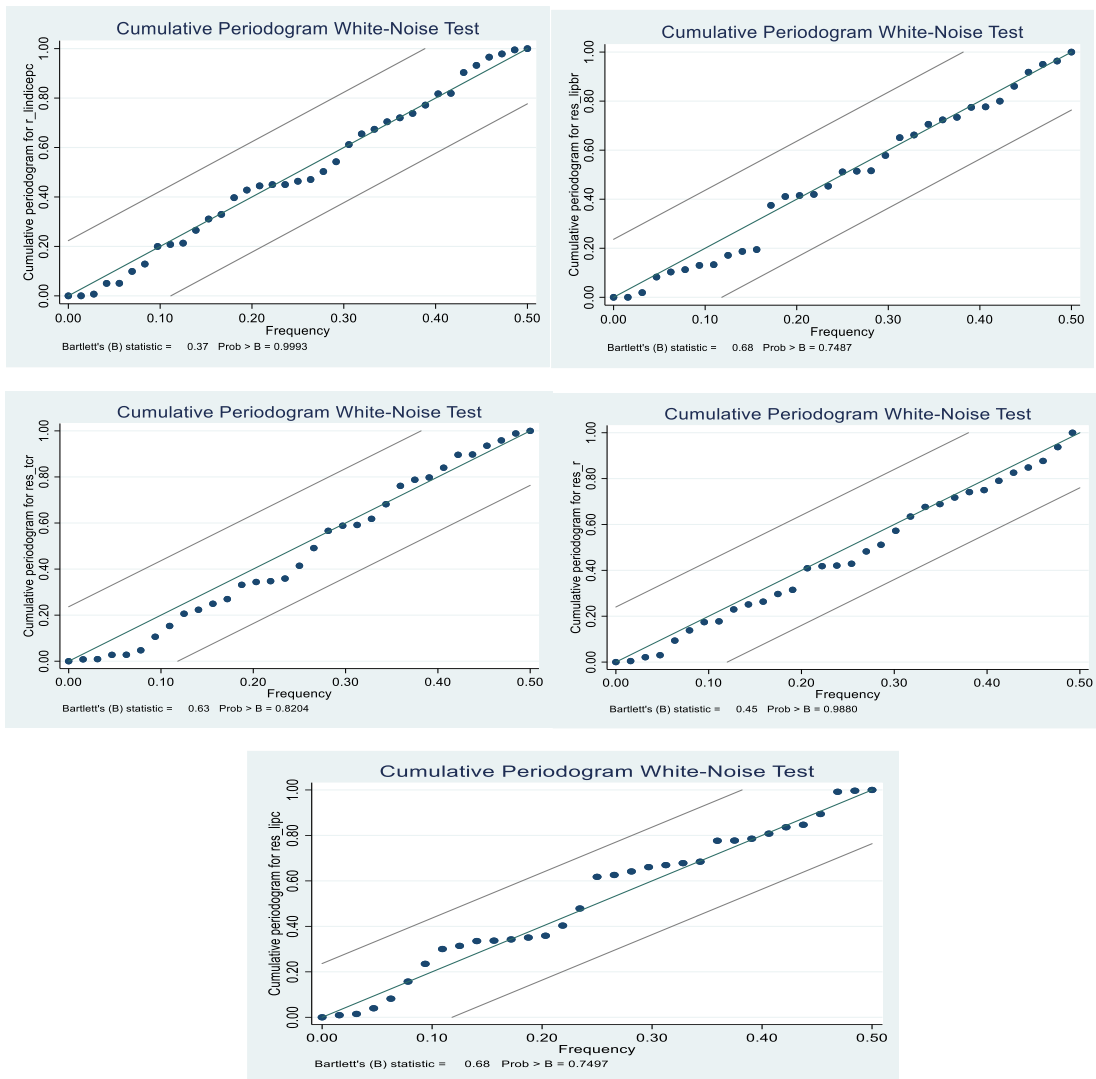 Cumulative Periodogram White-Noise Test
Cumulative periodogram for r_lindicepc
1.00
0.80
0.60
0.40
0.20
0.00
0.00 0.10 0.20 0.30 0.40 0.50
Frequency
Bartlett's (B) statistic = 0.37 Prob > B = 0.9993
Cumulative Periodogram White-Noise Test
Cumulative periodogram for res_lipbr
1.00
0.80
0.60
0.40
0.20
0.00
0.00 0.10 0.20 0.30 0.40 0.50
Frequency
Bartlett's (B) statistic = 0.68 Prob > B = 0.7487
Cumulative Periodogram White-Noise Test
Cumulative periodogram for res_tcr
1.00
0.80
0.60
0.40
0.20
0.00
0.00 0.10 0.20 0.30 0.40 0.50
Frequency
Bartlett's (B) statistic = 0.63 Prob > B = 0.8204
Cumulative Periodogram White-Noise Test
Cumulative periodogram for res_r
1.00
0.80
0.60
0.40
0.20
0.00
0.00 0.10 0.20 0.30 0.40 0.50
Frequency
Bartlett's (B) statistic = 0.45 Prob > B = 0.9880
Cumulative Periodogram White-Noise Test
Cumulative periodogram for res_lipc
1.00
0.80
0.60
0.40
0.20
0.00
0.00 0.10 0.20 0.30 0.40 0.50
Frequency
Bartlett's (B) statistic = 0.68 Prob > B = 0.7497